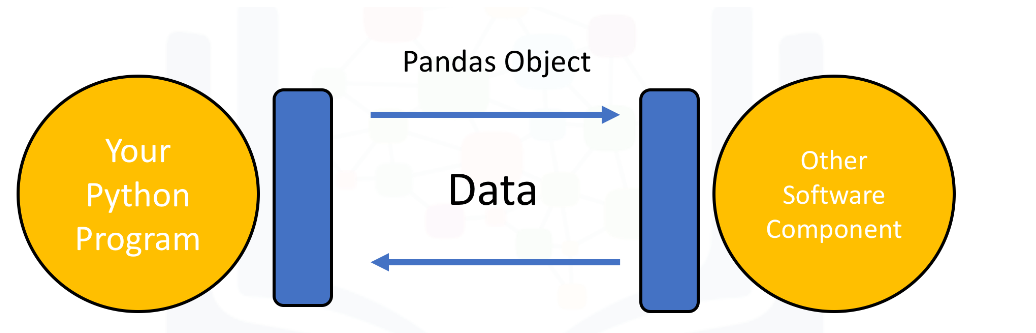 Pandas Object
Your
Python
Program
Data
Other
Software
Component